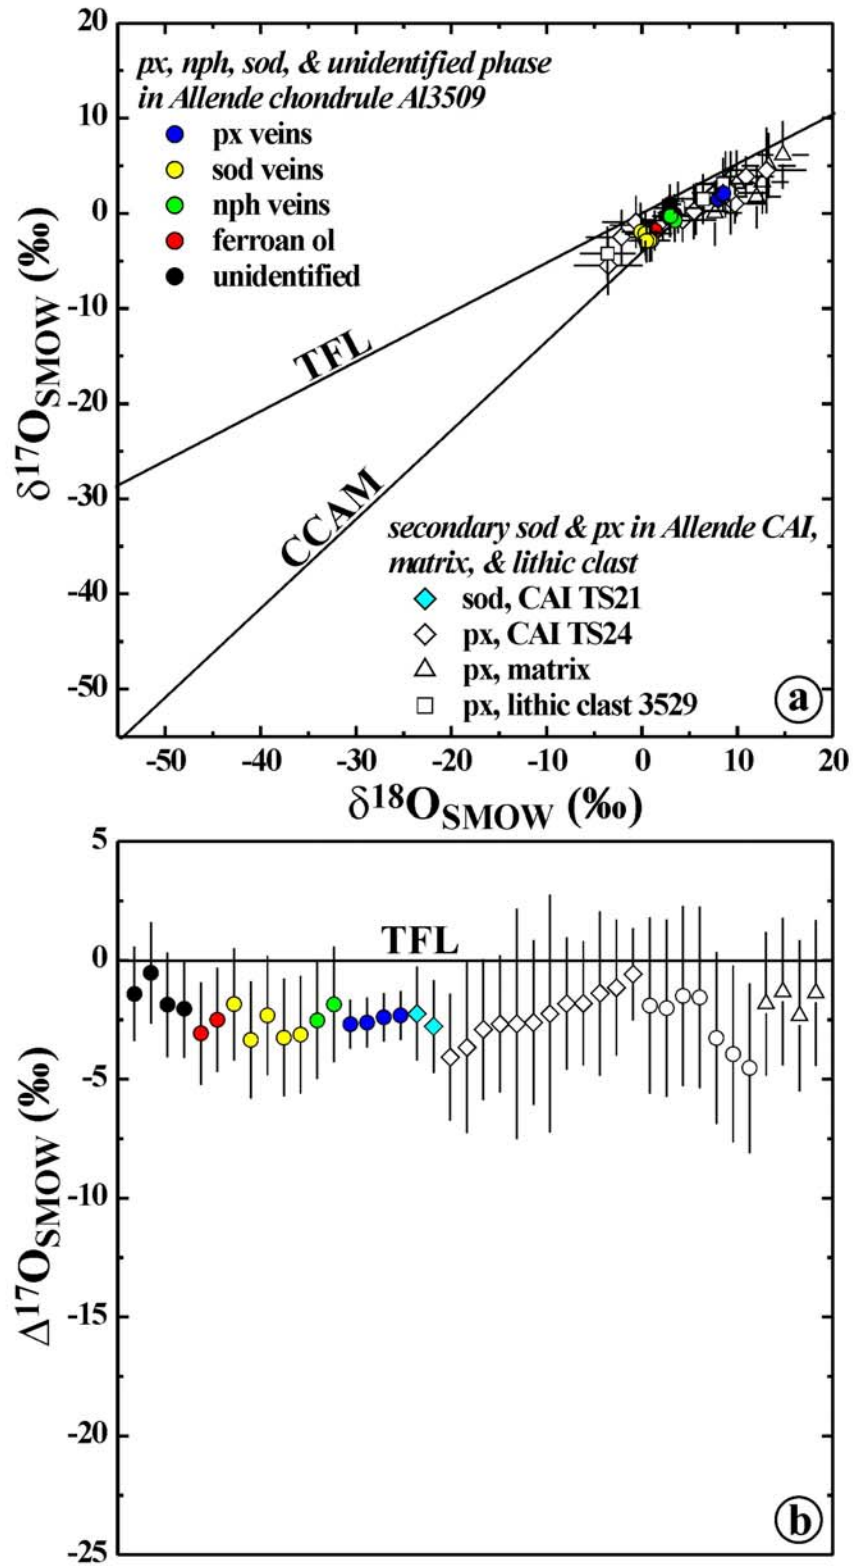 20
px, nph, sod, & unidentified phase
in Allende chondrule Al3509
px veins
sod veins
nph veins
ferroan ol
unidentified
10
0
-10
-20
-30
-40
-50
δ¹⁷O_SMOW (‰)
TFL
CCAM
secondary sod & px in Allende CAI,
matrix, & lithic clast
sod, CAI TS21
px, CAI TS24
px, matrix
px, lithic clast 3529
a
-50 -40 -30 -20 -10 0 10 20
δ¹⁸O_SMOW (‰)
5
TFL
0
-5
-10
-15
-20
-25
Δ¹⁷O_SMOW (‰)
b